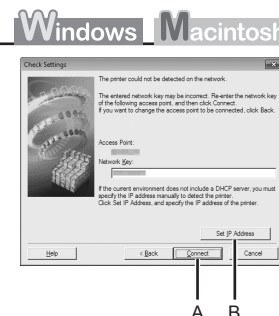 Windows Macintosh
Check Settings
The printer could not be detected on the network.
The entered network key may be incorrect. Re-enter the network key
of the following access point, and then click Connect.
If you want to change the access point to be connected, click Back.
Access Point:
Network Key:
If the current environment does not include a DHCP server, you must
specify the IP address manually to detect the printer.
Click Set IP Address, and specify the IP address of the printer.
Set IP Address
Help < Back Connect Cancel
A B